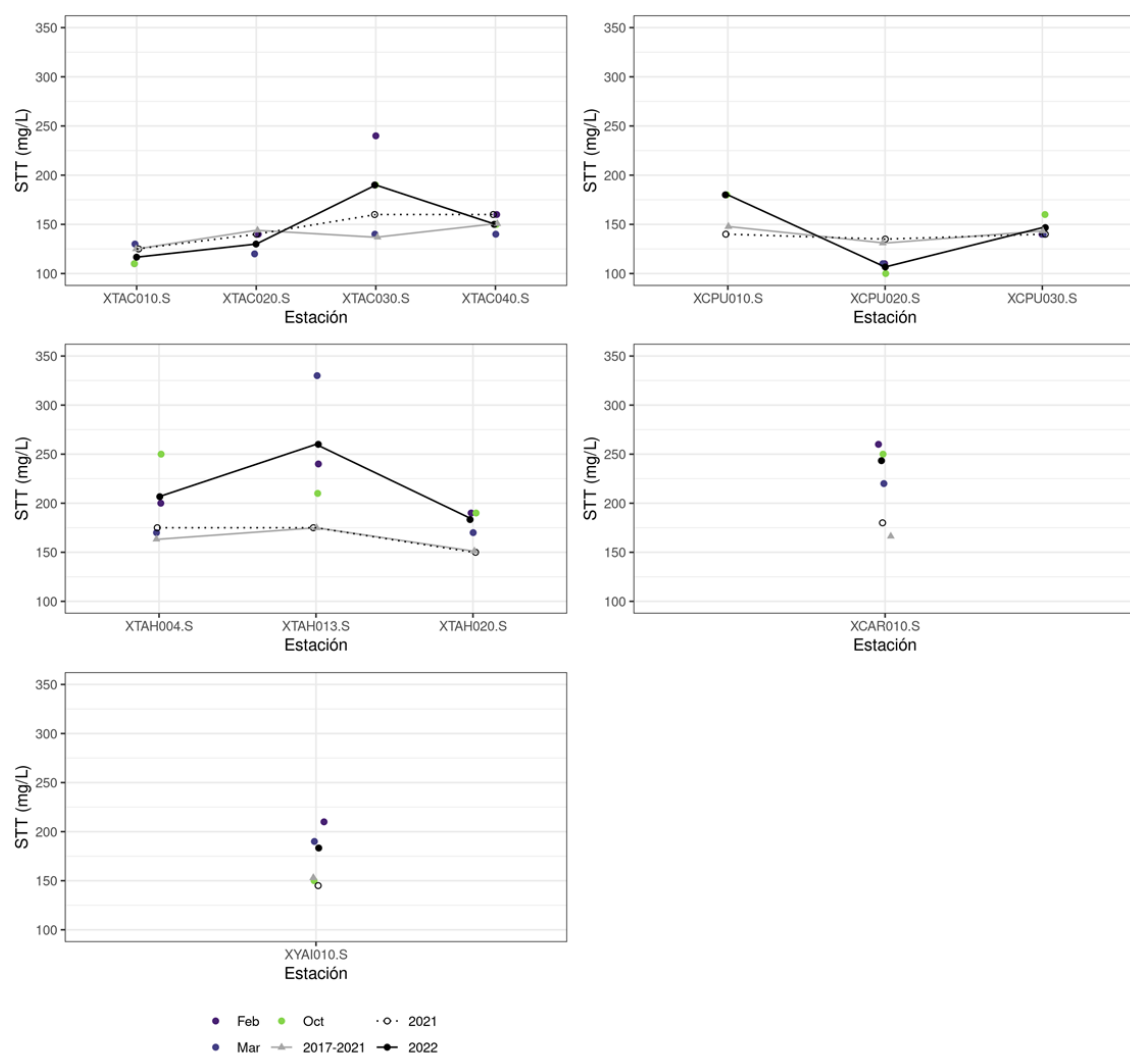 350
300
250
200
150
100
STT (mg/L)
XTAC010.S XTAC020.S XTAC030.S XTAC040.S
Estación
350
300
250
200
150
100
STT (mg/L)
XCPU010.S XCPU020.S XCPU030.S
Estación
350
300
250
200
150
100
STT (mg/L)
XTAH004.S XTAH013.S XTAH020.S
Estación
350
300
250
200
150
100
STT (mg/L)
XCAR010.S
Estación
350
300
250
200
150
100
STT (mg/L)
XYAI010.S
Estación
Feb Oct 2021
Mar 2017-2021 2022